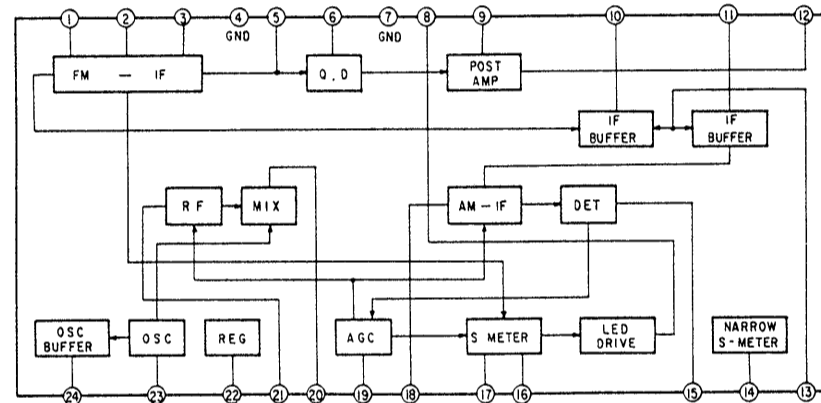 1 2 3 4 5 6 7 8 9 10 11 12
GND GND
FM - IF
Q.D
POST
AMP
IF
BUFFER
IF
BUFFER
RF
MIX
AM-IF
DET
OSC
BUFFER
OSC
REG
AGC
S METER
LED
DRIVE
NARROW
S-METER
24 23 22 21 20 19 18 17 16 15 14 13